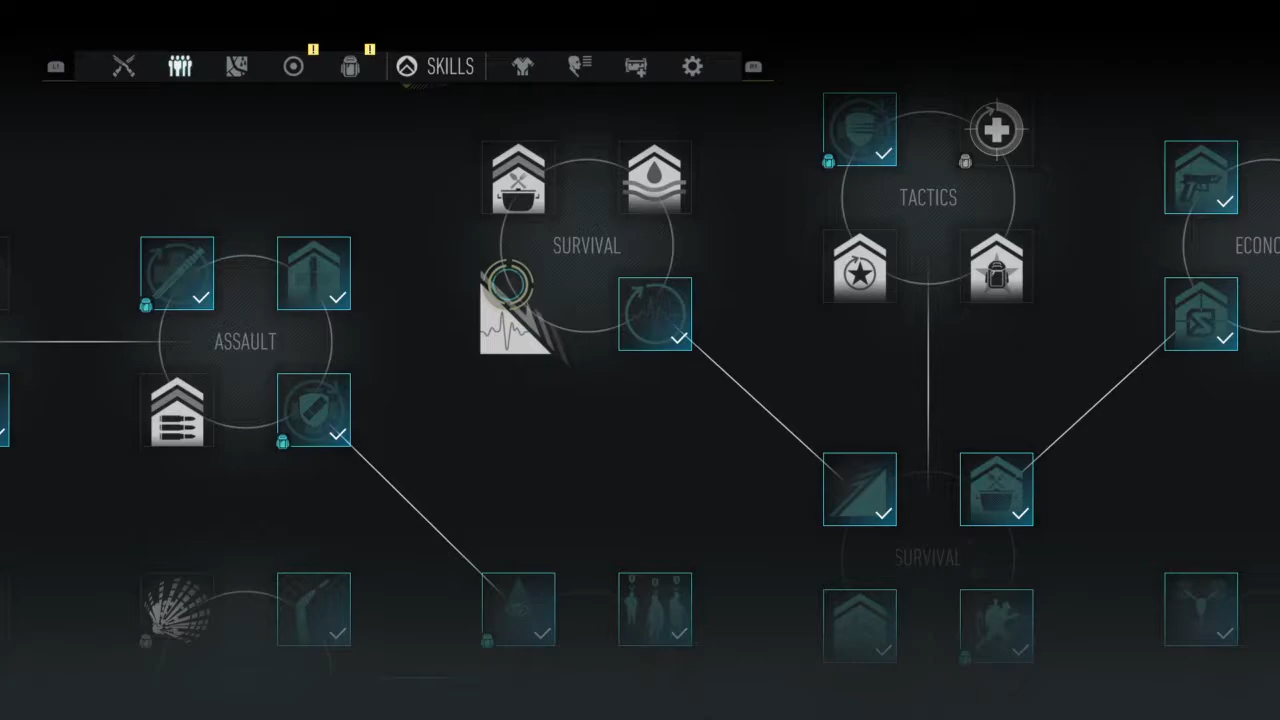 SKILLS
TACTICS
SURVIVAL
ECONO
ASSAULT
SURVIVAL